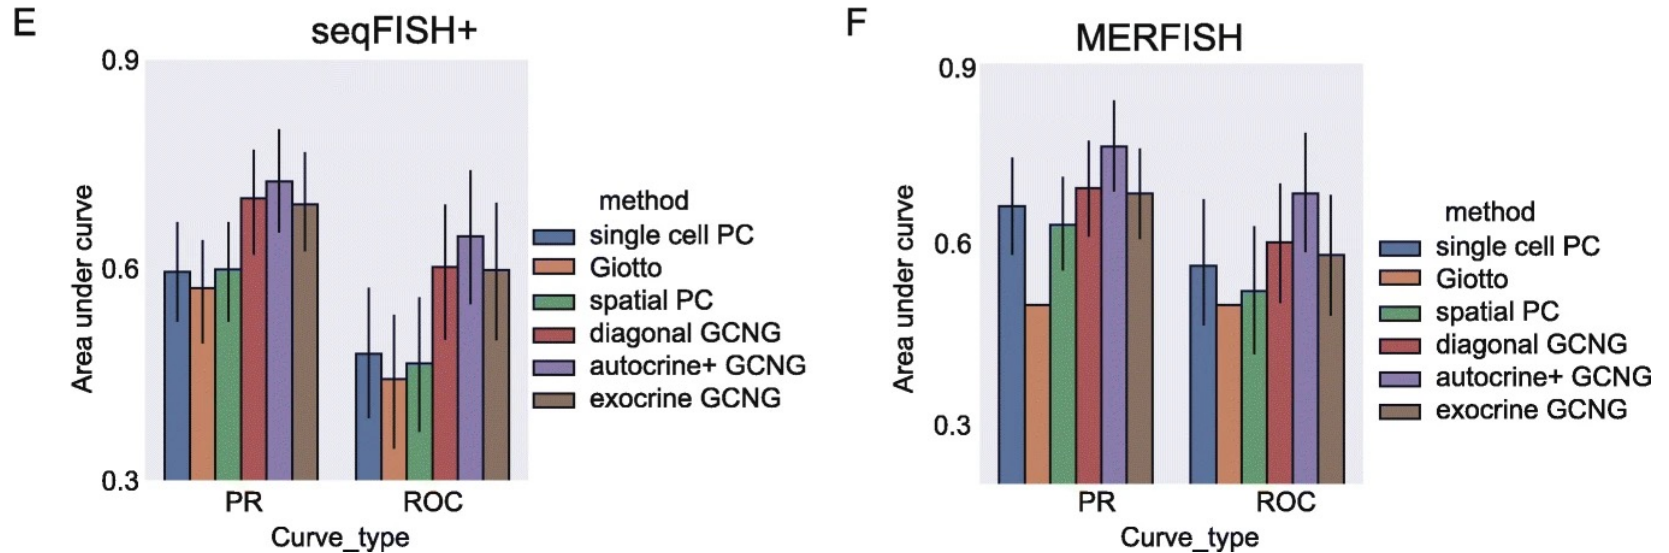 E
seqFISH+
0.9
0.6
0.3
Area under curve
PR
ROC
Curve_type
method
single cell PC
Giotto
spatial PC
diagonal GCNG
autocrine+ GCNG
exocrine GCNG
F
MERFISH
0.9
0.6
0.3
Area under curve
PR
ROC
Curve_type
method
single cell PC
Giotto
spatial PC
diagonal GCNG
autocrine+ GCNG
exocrine GCNG